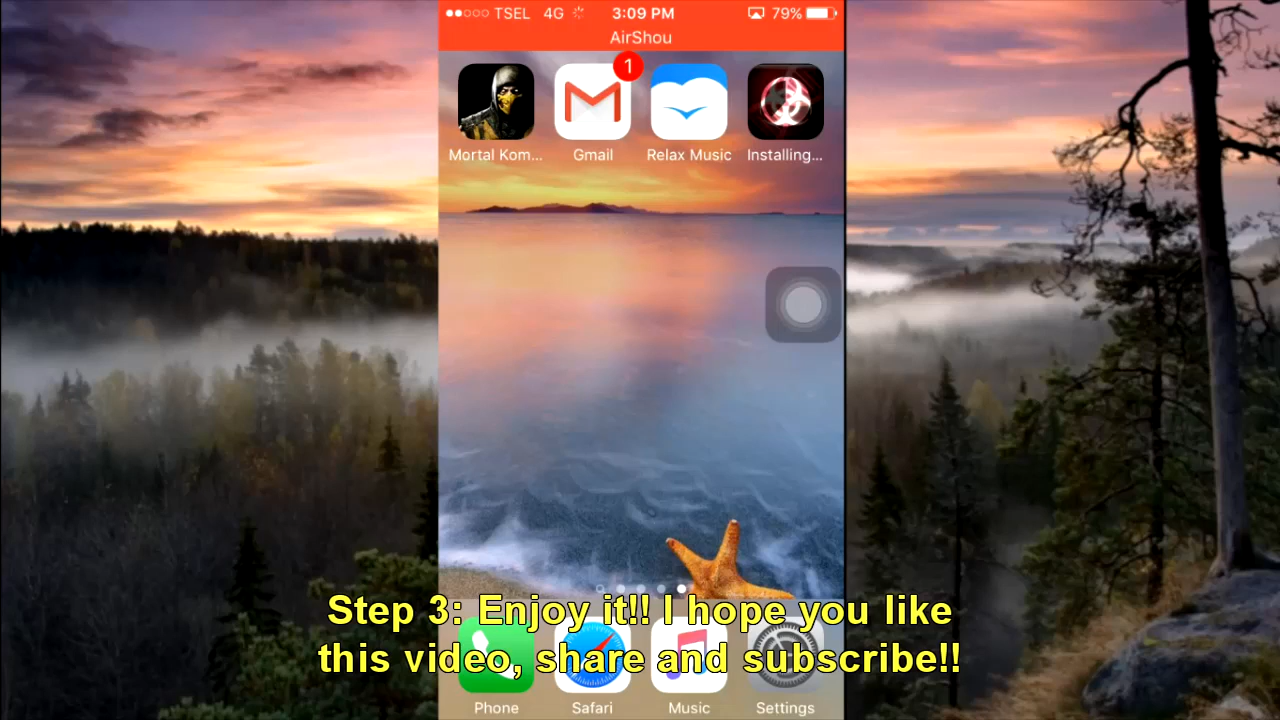 TSEL 4G 3:09 PM 79%
AirShou
1
Mortal Kom... Gmail Relax Music Installing...
Step 3: Enjoy it!! I hope you like
this video, share and subscribe!!
Phone Safari Music Settings